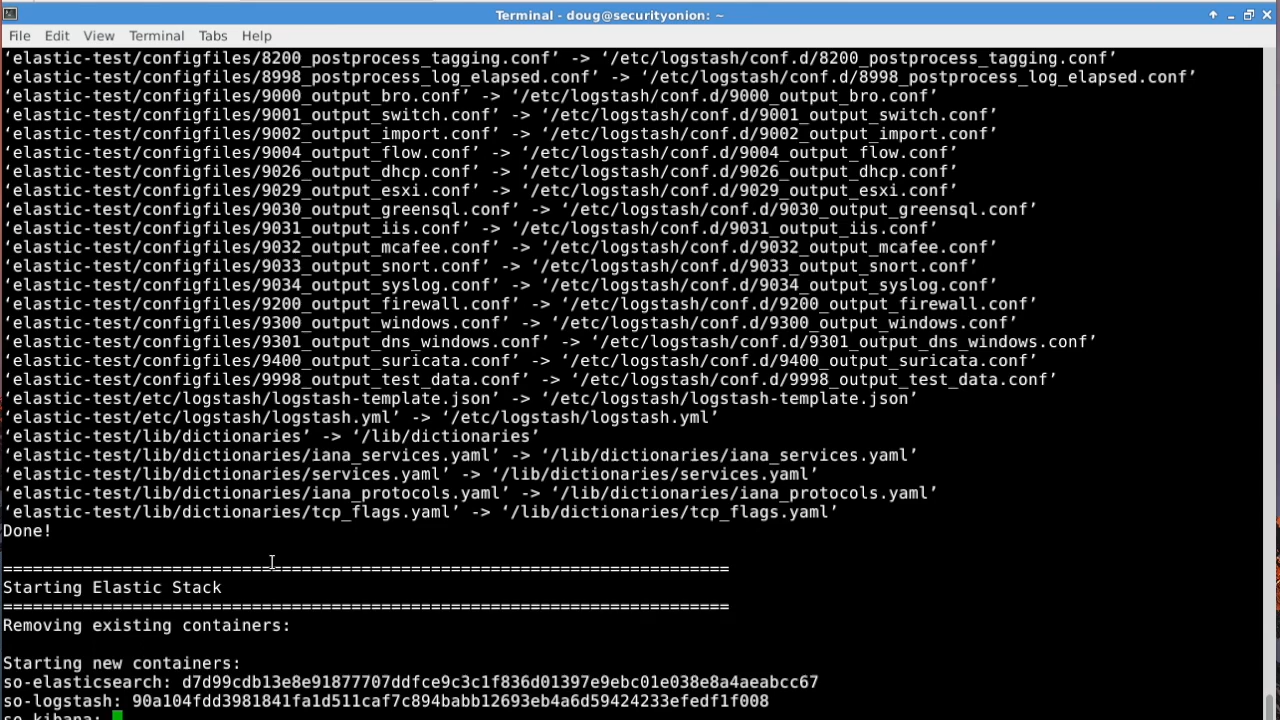 Terminal - doug@securityonion: ~
File Edit View Terminal Tabs Help
‘elastic-test/configfiles/8200_postprocess_tagging.conf’ -> ‘/etc/logstash/conf.d/8200_postprocess_tagging.conf’
‘elastic-test/configfiles/8998_postprocess_log_elapsed.conf’ -> ‘/etc/logstash/conf.d/8998_postprocess_log_elapsed.conf’
‘elastic-test/configfiles/9000_output_bro.conf’ -> ‘/etc/logstash/conf.d/9000_output_bro.conf’
‘elastic-test/configfiles/9001_output_switch.conf’ -> ‘/etc/logstash/conf.d/9001_output_switch.conf’
‘elastic-test/configfiles/9002_output_import.conf’ -> ‘/etc/logstash/conf.d/9002_output_import.conf’
‘elastic-test/configfiles/9004_output_flow.conf’ -> ‘/etc/logstash/conf.d/9004_output_flow.conf’
‘elastic-test/configfiles/9026_output_dhcp.conf’ -> ‘/etc/logstash/conf.d/9026_output_dhcp.conf’
‘elastic-test/configfiles/9029_output_esxi.conf’ -> ‘/etc/logstash/conf.d/9029_output_esxi.conf’
‘elastic-test/configfiles/9030_output_greensql.conf’ -> ‘/etc/logstash/conf.d/9030_output_greensql.conf’
‘elastic-test/configfiles/9031_output_iis.conf’ -> ‘/etc/logstash/conf.d/9031_output_iis.conf’
‘elastic-test/configfiles/9032_output_mcafee.conf’ -> ‘/etc/logstash/conf.d/9032_output_mcafee.conf’
‘elastic-test/configfiles/9033_output_snort.conf’ -> ‘/etc/logstash/conf.d/9033_output_snort.conf’
‘elastic-test/configfiles/9034_output_syslog.conf’ -> ‘/etc/logstash/conf.d/9034_output_syslog.conf’
‘elastic-test/configfiles/9200_output_firewall.conf’ -> ‘/etc/logstash/conf.d/9200_output_firewall.conf’
‘elastic-test/configfiles/9300_output_windows.conf’ -> ‘/etc/logstash/conf.d/9300_output_windows.conf’
‘elastic-test/configfiles/9301_output_dns_windows.conf’ -> ‘/etc/logstash/conf.d/9301_output_dns_windows.conf’
‘elastic-test/configfiles/9400_output_suricata.conf’ -> ‘/etc/logstash/conf.d/9400_output_suricata.conf’
‘elastic-test/configfiles/9998_output_test_data.conf’ -> ‘/etc/logstash/conf.d/9998_output_test_data.conf’
‘elastic-test/etc/logstash/logstash-template.json’ -> ‘/etc/logstash/logstash-template.json’
‘elastic-test/etc/logstash/logstash.yml’ -> ‘/etc/logstash/logstash.yml’
‘elastic-test/lib/dictionaries’ -> ‘/lib/dictionaries’
‘elastic-test/lib/dictionaries/iana_services.yaml’ -> ‘/lib/dictionaries/iana_services.yaml’
‘elastic-test/lib/dictionaries/services.yaml’ -> ‘/lib/dictionaries/services.yaml’
‘elastic-test/lib/dictionaries/iana_protocols.yaml’ -> ‘/lib/dictionaries/iana_protocols.yaml’
‘elastic-test/lib/dictionaries/tcp_flags.yaml’ -> ‘/lib/dictionaries/tcp_flags.yaml’
Done!
=========================================================================
Starting Elastic Stack
=========================================================================
Removing existing containers:
Starting new containers:
so-elasticsearch: d7d99cdb13e8e91877707ddfce9c3c1f836d01397e9ebc01e038e8a4aeabcc67
so-logstash: 90a104fdd3981841fa1d511caf7c894babb12693eb4a6d59424233efedf1f008
so-kibana: